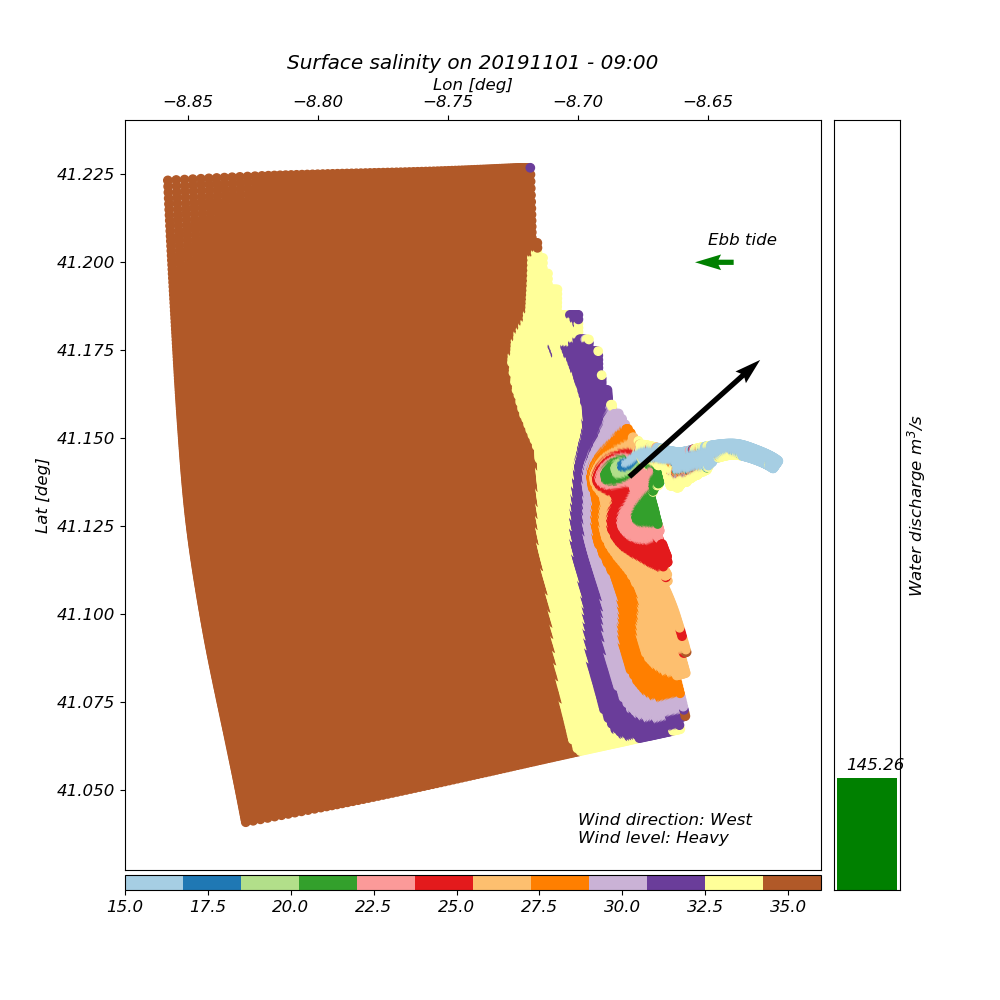 Surface salinity on 20191101 - 09:00
Lon [deg]
−8.85 −8.80 −8.75 −8.70 −8.65
41.225
41.200
41.175
41.150
41.125
41.100
41.075
41.050
Lat [deg]
Ebb tide
Water discharge m³/s
145.26
Wind direction: West
Wind level: Heavy
15.0 17.5 20.0 22.5 25.0 27.5 30.0 32.5 35.0